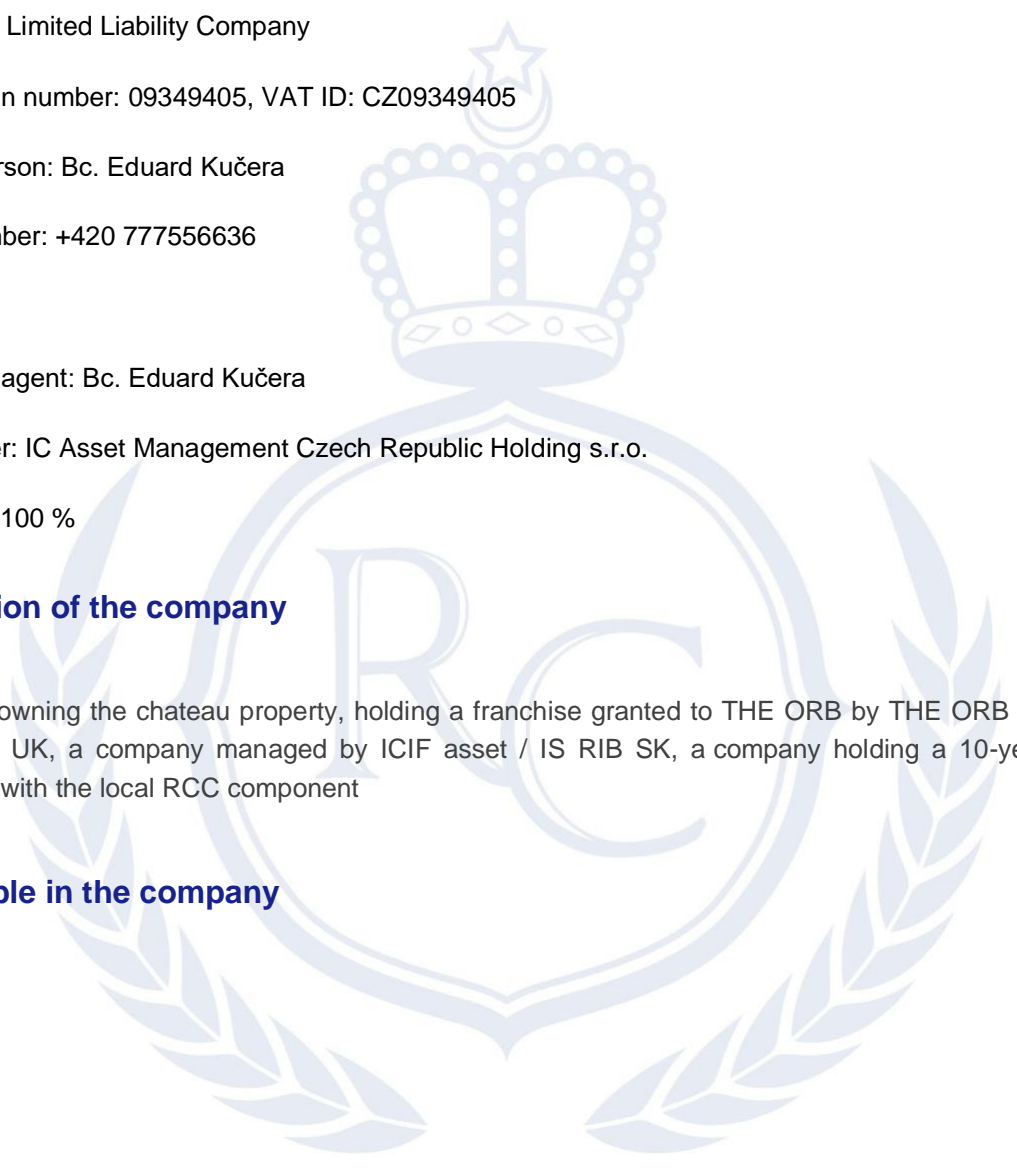 Limited Liability Company
n number: 09349405, VAT ID: CZ09349405
rson: Bc. Eduard Kučera
ber: +420 777556636
agent: Bc. Eduard Kučera
er: IC Asset Management Czech Republic Holding s.r.o.
100 %
ion of the company
owning the chateau property, holding a franchise granted to THE ORB by THE ORB
UK, a company managed by ICIF asset / IS RIB SK, a company holding a 10-ye
with the local RCC component
ple in the company
RC